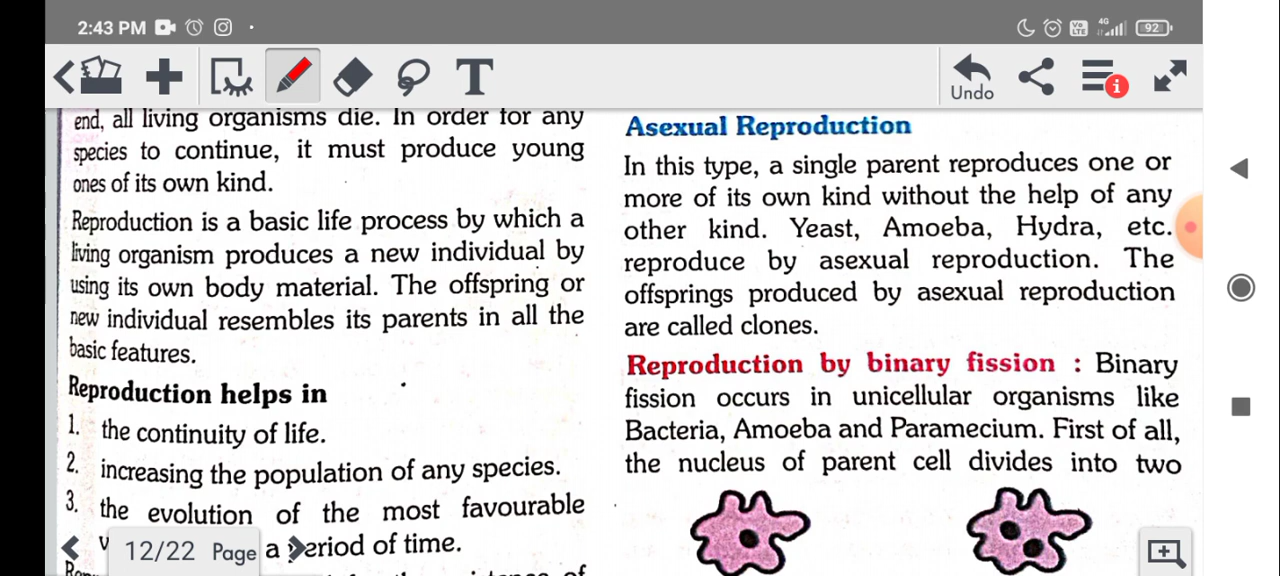 2:43 PM
4G
Vo LTE
92
T
Undo
i
end, all living organisms die. In order for any
species to continue, it must produce young
ones of its own kind.
Reproduction is a basic life process by which a
living organism produces a new individual by
using its own body material. The offspring or
new individual resembles its parents in all the
basic features.
Reproduction helps in
1. the continuity of life.
2. increasing the population of any species.
3. the evolution of the most favourable
a period of time.
12/22 Page
Asexual Reproduction
In this type, a single parent reproduces one or
more of its own kind without the help of any
other kind. Yeast, Amoeba, Hydra, etc.
reproduce by asexual reproduction. The
offsprings produced by asexual reproduction
are called clones.
Reproduction by binary fission : Binary
fission occurs in unicellular organisms like
Bacteria, Amoeba and Paramecium. First of all,
the nucleus of parent cell divides into two